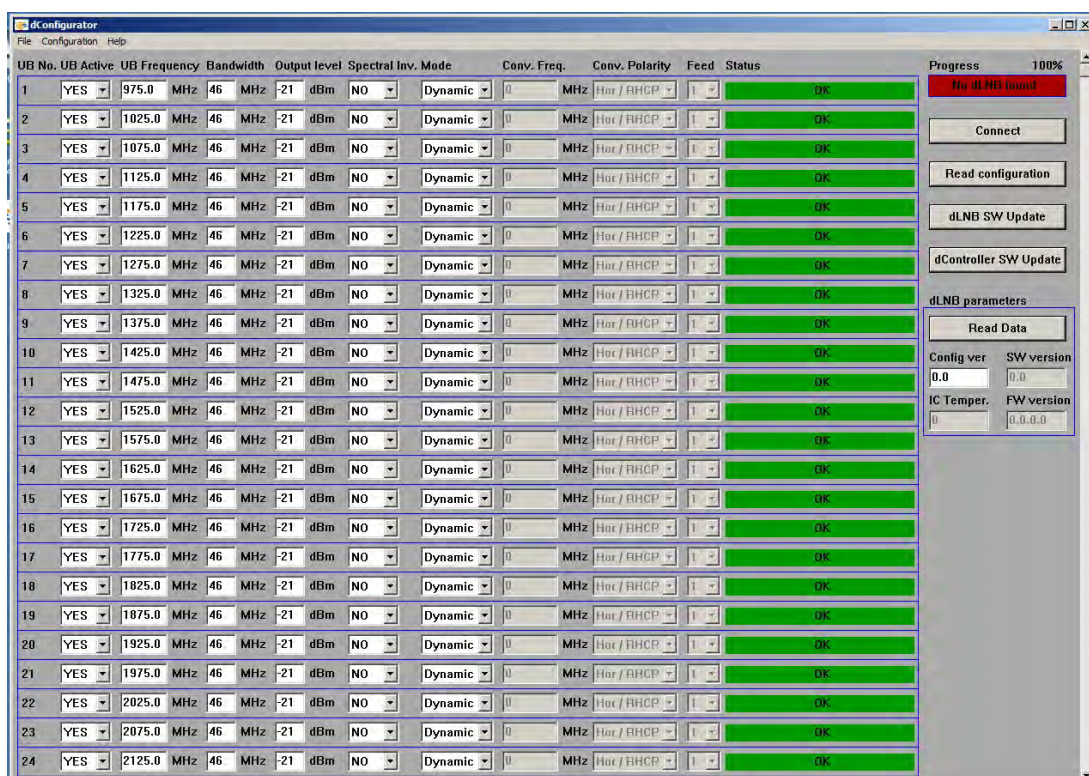 dConfigurator
File Configuration Help
UB No. UB Active UB Frequency Bandwidth Output level Spectral Inv. Mode Conv. Freq. Conv. Polarity Feed Status Progress 100%
1 YES 975.0 MHz 46 MHz -21 dBm NO Dynamic 0 MHz Hor / RHCP 1 OK No dLNB found
2 YES 1025.0 MHz 46 MHz -21 dBm NO Dynamic 0 MHz Hor / RHCP 1 OK Connect
3 YES 1075.0 MHz 46 MHz -21 dBm NO Dynamic 0 MHz Hor / RHCP 1 OK
4 YES 1125.0 MHz 46 MHz -21 dBm NO Dynamic 0 MHz Hor / RHCP 1 OK Read configuration
5 YES 1175.0 MHz 46 MHz -21 dBm NO Dynamic 0 MHz Hor / RHCP 1 OK dLNB SW Update
6 YES 1225.0 MHz 46 MHz -21 dBm NO Dynamic 0 MHz Hor / RHCP 1 OK
7 YES 1275.0 MHz 46 MHz -21 dBm NO Dynamic 0 MHz Hor / RHCP 1 OK dController SW Update
8 YES 1325.0 MHz 46 MHz -21 dBm NO Dynamic 0 MHz Hor / RHCP 1 OK dLNB parameters
9 YES 1375.0 MHz 46 MHz -21 dBm NO Dynamic 0 MHz Hor / RHCP 1 OK Read Data
10 YES 1425.0 MHz 46 MHz -21 dBm NO Dynamic 0 MHz Hor / RHCP 1 OK Config ver SW version
11 YES 1475.0 MHz 46 MHz -21 dBm NO Dynamic 0 MHz Hor / RHCP 1 OK 0.0 0.0
12 YES 1525.0 MHz 46 MHz -21 dBm NO Dynamic 0 MHz Hor / RHCP 1 OK IC Temper. FW version
0 0.0.0.0
13 YES 1575.0 MHz 46 MHz -21 dBm NO Dynamic 0 MHz Hor / RHCP 1 OK
14 YES 1625.0 MHz 46 MHz -21 dBm NO Dynamic 0 MHz Hor / RHCP 1 OK
15 YES 1675.0 MHz 46 MHz -21 dBm NO Dynamic 0 MHz Hor / RHCP 1 OK
16 YES 1725.0 MHz 46 MHz -21 dBm NO Dynamic 0 MHz Hor / RHCP 1 OK
17 YES 1775.0 MHz 46 MHz -21 dBm NO Dynamic 0 MHz Hor / RHCP 1 OK
18 YES 1825.0 MHz 46 MHz -21 dBm NO Dynamic 0 MHz Hor / RHCP 1 OK
19 YES 1875.0 MHz 46 MHz -21 dBm NO Dynamic 0 MHz Hor / RHCP 1 OK
20 YES 1925.0 MHz 46 MHz -21 dBm NO Dynamic 0 MHz Hor / RHCP 1 OK
21 YES 1975.0 MHz 46 MHz -21 dBm NO Dynamic 0 MHz Hor / RHCP 1 OK
22 YES 2025.0 MHz 46 MHz -21 dBm NO Dynamic 0 MHz Hor / RHCP 1 OK
23 YES 2075.0 MHz 46 MHz -21 dBm NO Dynamic 0 MHz Hor / RHCP 1 OK
24 YES 2125.0 MHz 46 MHz -21 dBm NO Dynamic 0 MHz Hor / RHCP 1 OK